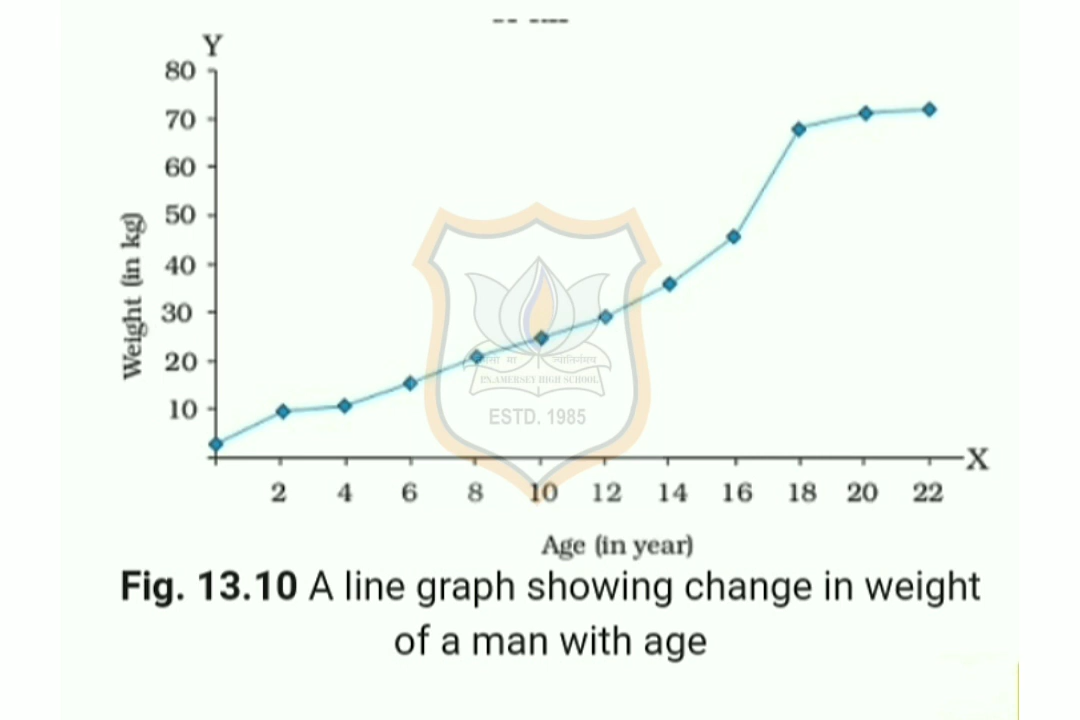 Y
80
70
60
50
40
30
20
10
Weight (in kg)
X
2 4 6 8 10 12 14 16 18 20 22
Age (in year)
ESTD. 1985
Fig. 13.10 A line graph showing change in weight
of a man with age